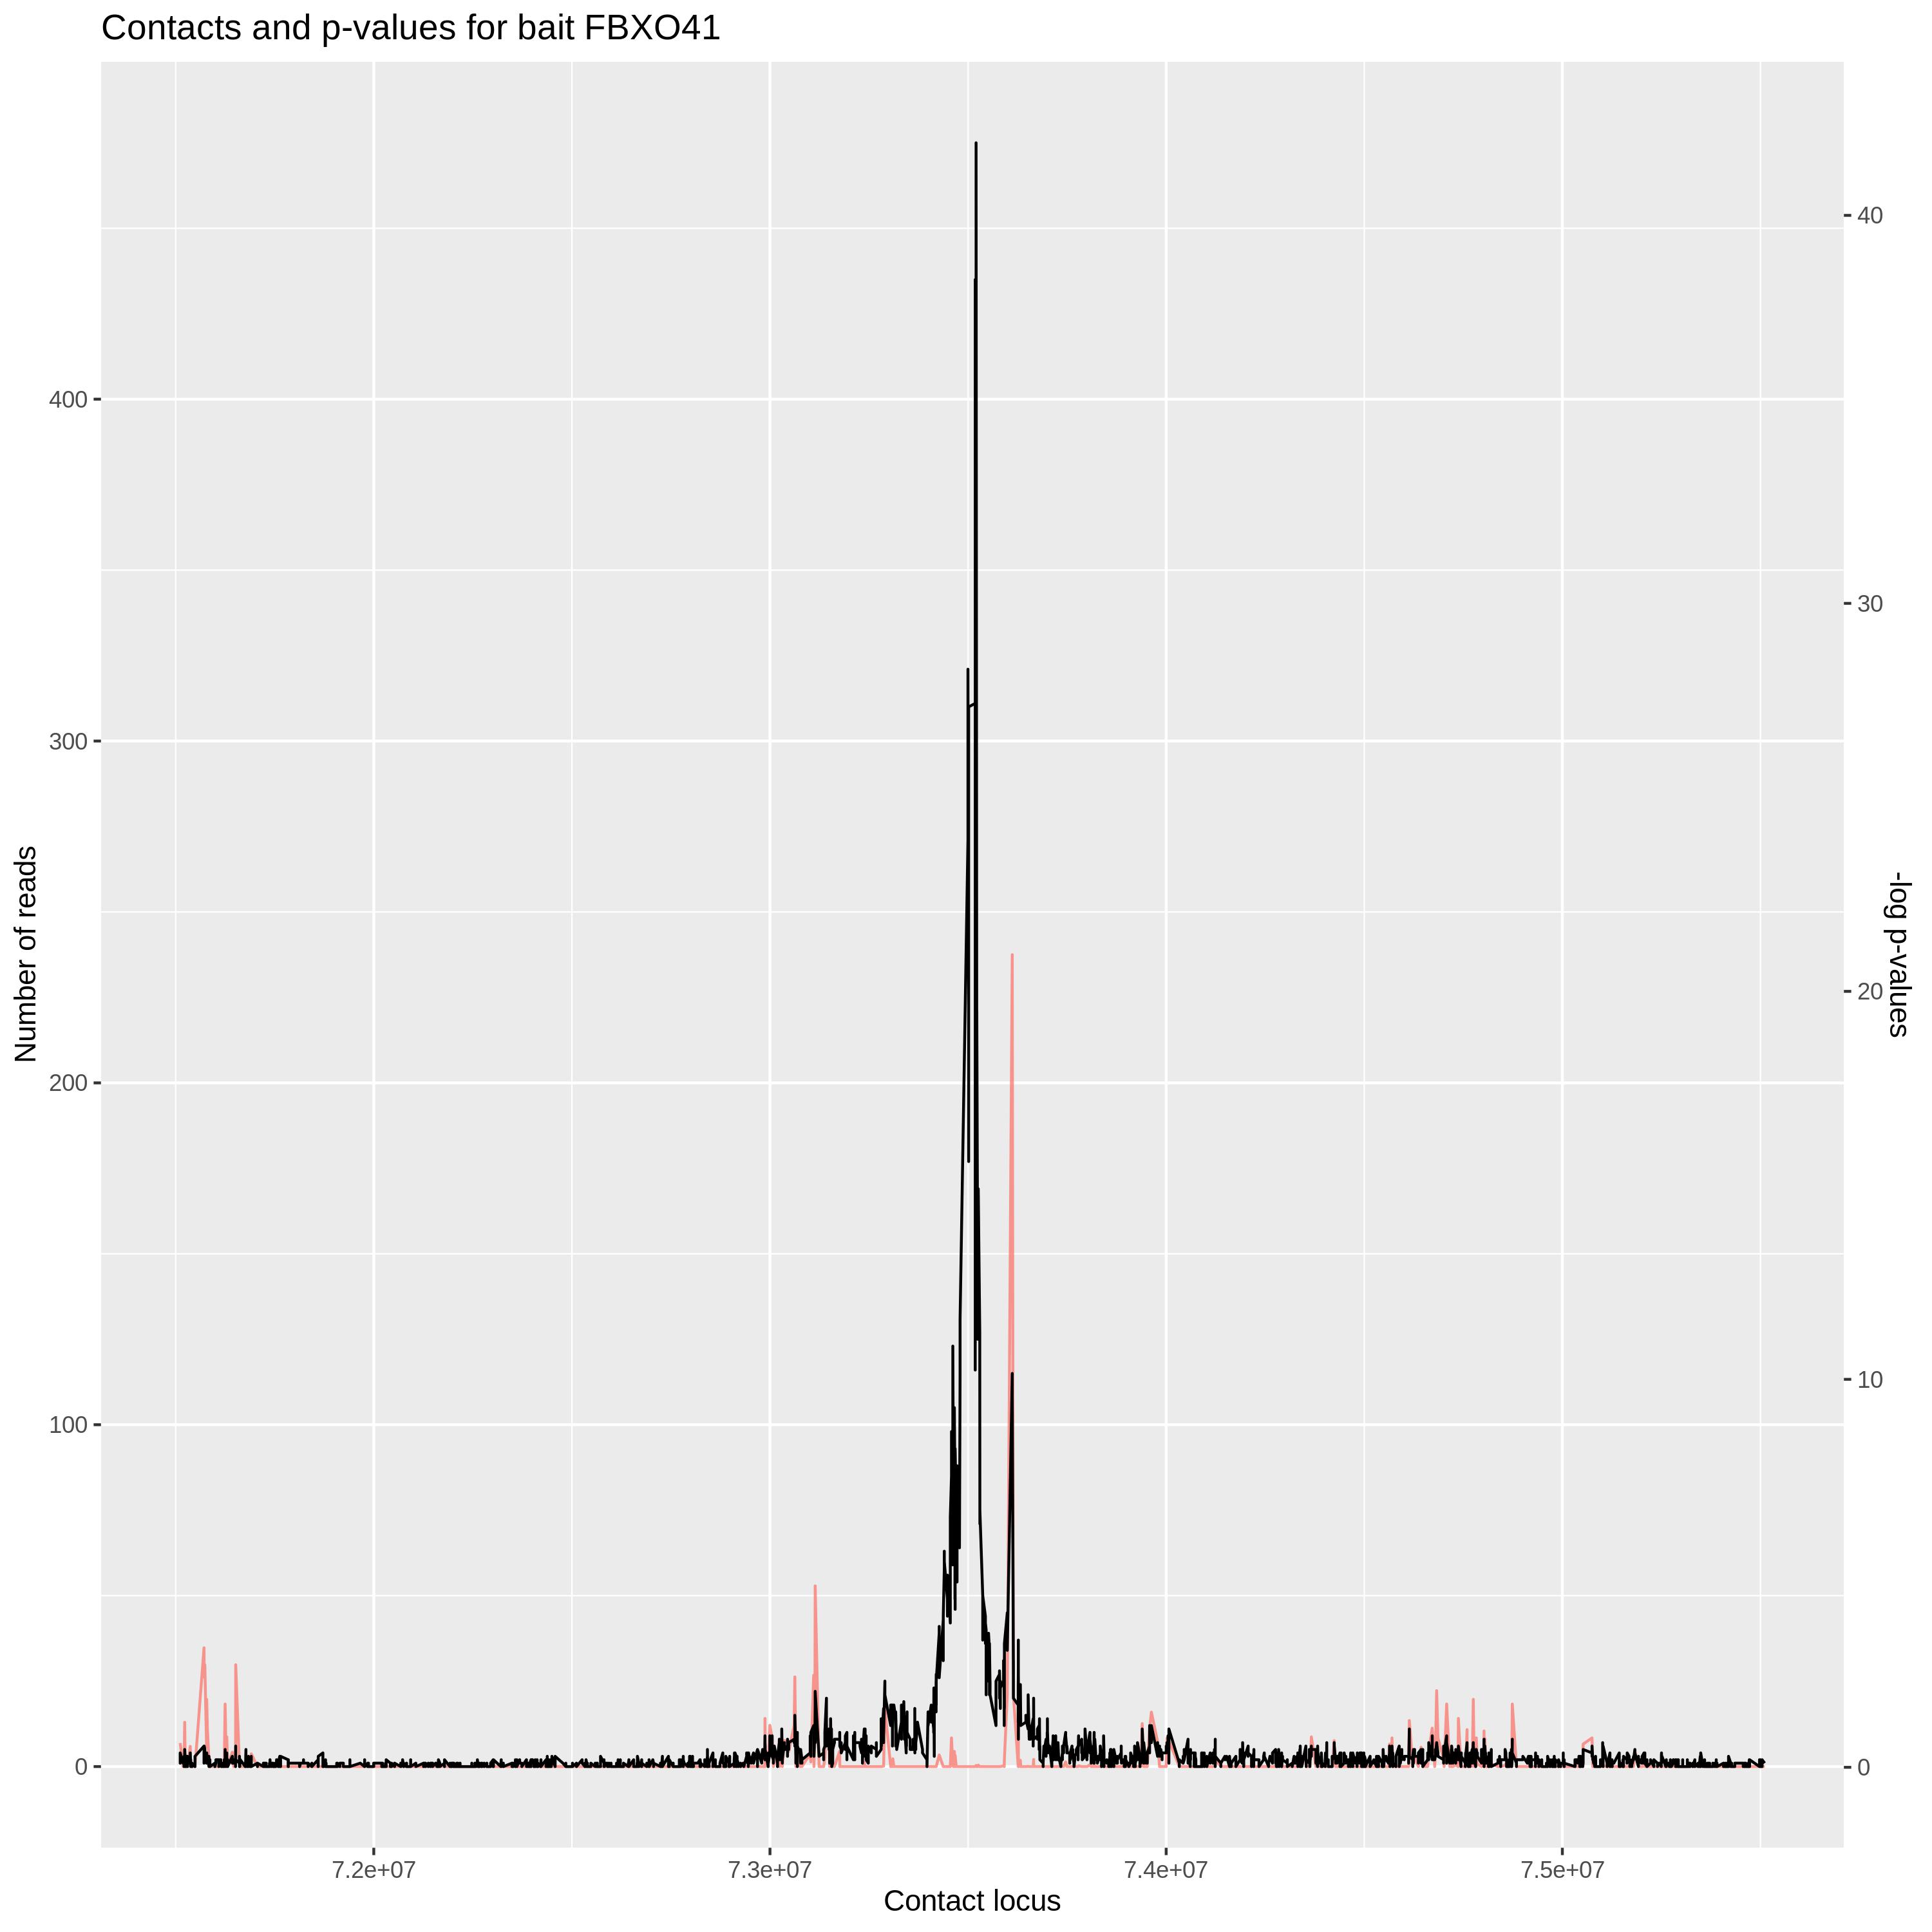 Contacts and p-values for bait FBXO41
400
300
200
100
0
Number of reads
40
30
20
10
0
-log p-values
7.2e+07 7.3e+07 7.4e+07 7.5e+07
Contact locus